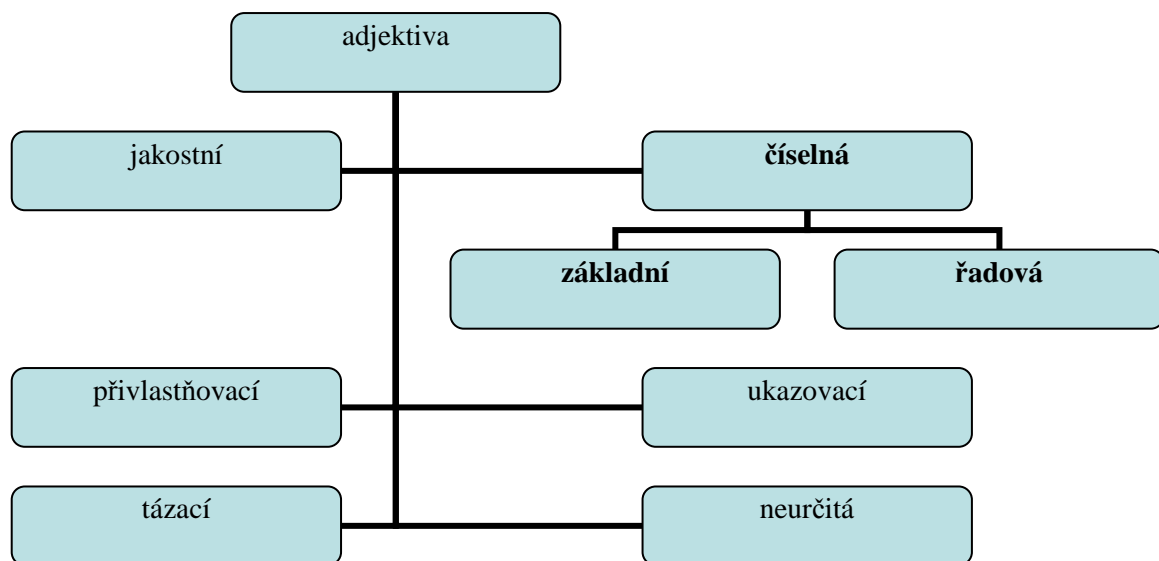 adjektiva
jakostní
číselná
základní
řadová
přivlastňovací
ukazovací
tázací
neurčitá